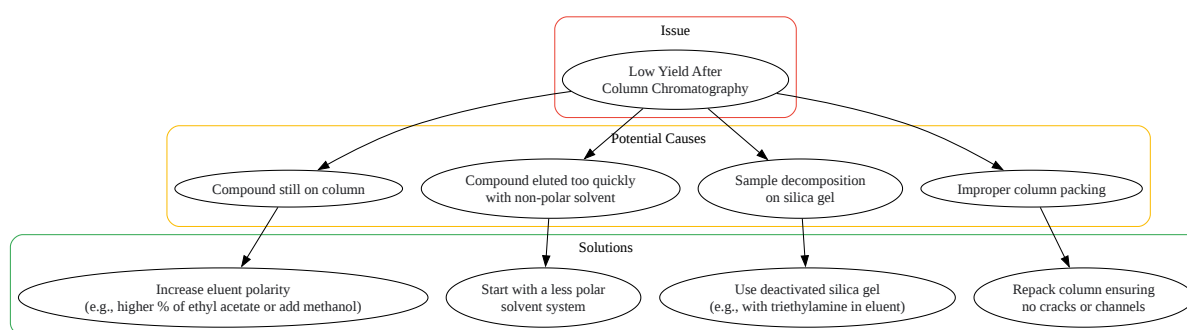 Issue
Low Yield After
Column Chromatography
Potential Causes
Compound still on column
Compound eluted too quickly
with non-polar solvent
Sample decomposition
on silica gel
Improper column packing
Solutions
Increase eluent polarity
(e.g., higher % of ethyl acetate or add methanol)
Start with a less polar
solvent system
Use deactivated silica gel
(e.g., with triethylamine in eluent)
Repack column ensuring
no cracks or channels